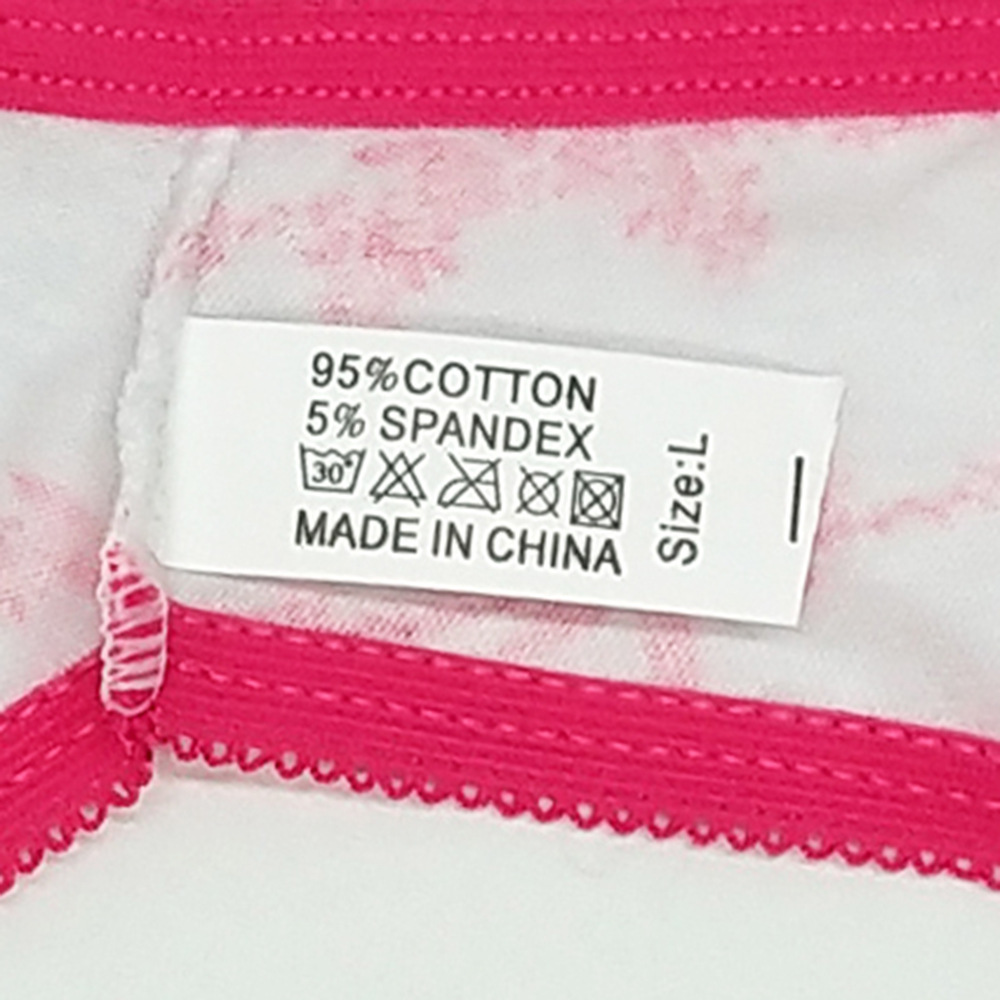 95%COTTON
5% SPANDEX
30°
MADE IN CHINA
Size:L